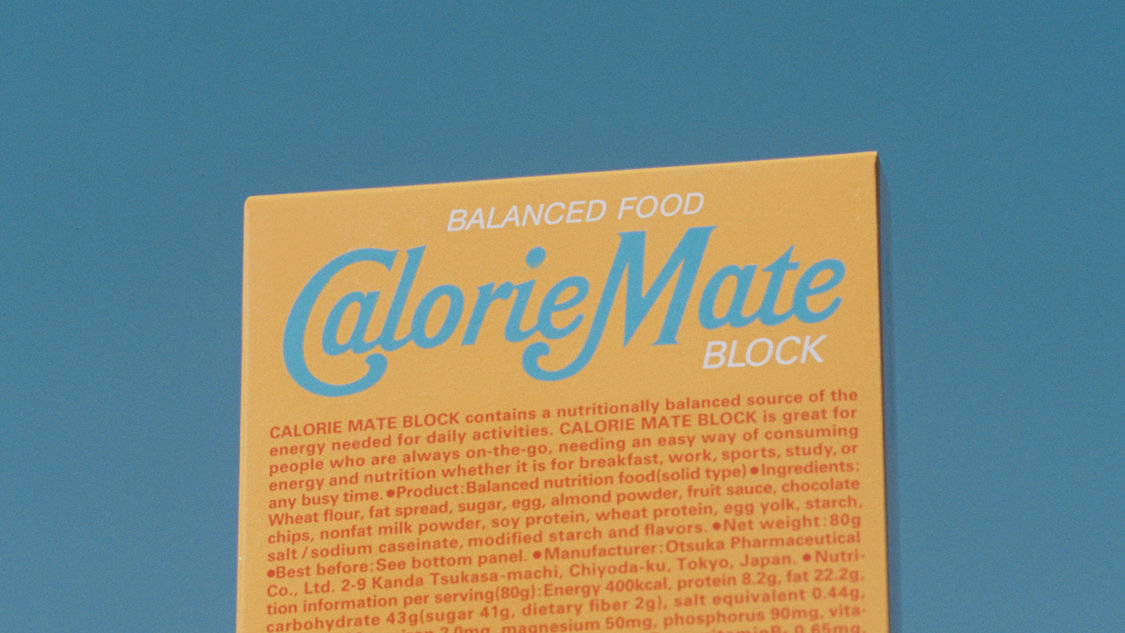 BALANCED FOOD
CalorieMate
BLOCK
CALORIE MATE BLOCK contains a nutritionally balanced source of the
energy needed for daily activities. CALORIE MATE BLOCK is great for
people who are always on-the-go, needing an easy way of consuming
energy and nutrition whether it is for breakfast, work, sports, study, or
any busy time. ●Product:Balanced nutrition food(solid type)●Ingredients:
Wheat flour, fat spread, sugar, egg, almond powder, fruit sauce, chocolate
chips, nonfat milk powder, soy protein, wheat protein, egg yolk, starch,
salt/sodium caseinate, modified starch and flavors. ●Net weight:80g
●Best before:See bottom panel. ●Manufacturer:Otsuka Pharmaceutical
Co., Ltd. 2-9 Kanda Tsukasa-machi, Chiyoda-ku, Tokyo, Japan. ●Nutri-
tion information per serving(80g):Energy 400kcal, protein 8.2g, fat 22.2g,
carbohydrate 43g(sugar 41g, dietary fiber 2g), salt equivalent 0.44g,
2.0mg, magnesium 50mg, phosphorus 90mg, vita-
0.65mg,